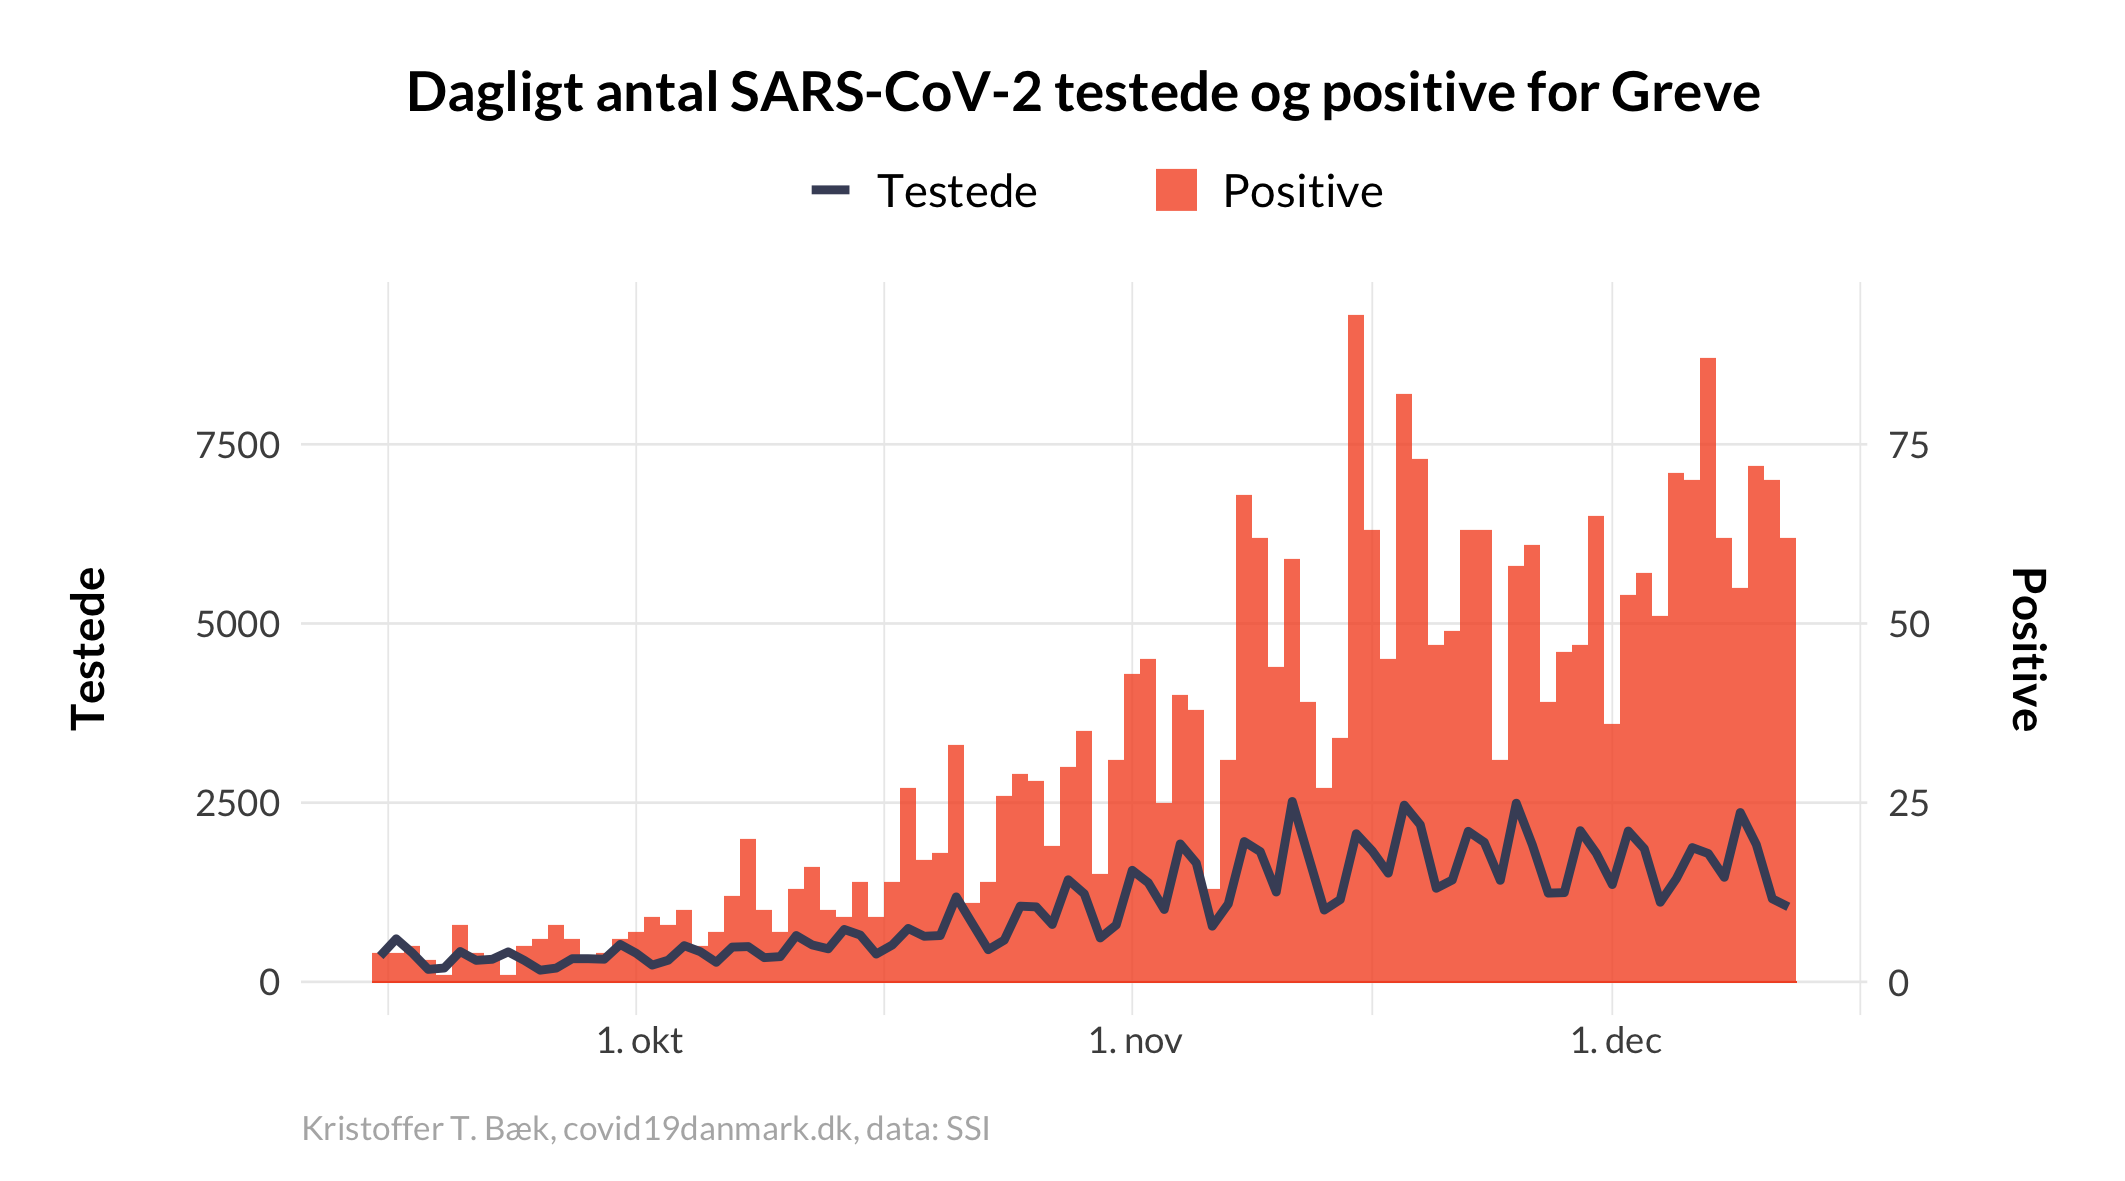 Dagligt antal SARS-CoV-2 testede og positive for Greve
Testede
Positive
Testede
7500
5000
2500
0
75
50
25
0
Positive
1. okt
1. nov
1. dec
Kristoffer T. Bæk, covid19danmark.dk, data: SSI